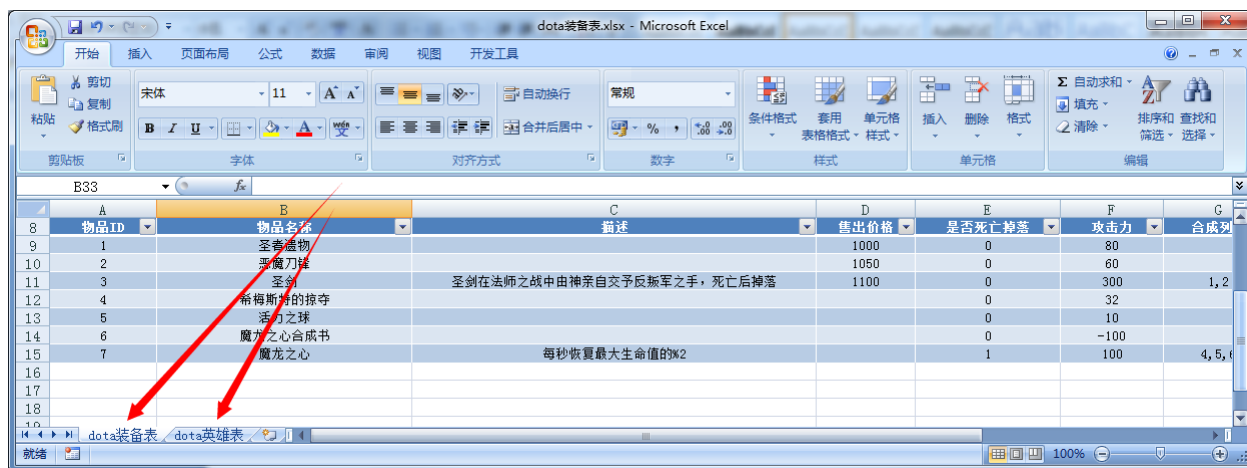 dota装备表.xlsx - Microsoft Excel
开始 插入 页面布局 公式 数据 审阅 视图 开发工具
剪切 宋体 11 A A 自动换行 常规 Σ 自动求和
复制 填充
粘贴 格式刷 B I U A wén 变 合并后居中 % , 条件格式 套用 表格格式 单元格 样式 插入 删除 格式 清除 排序和 筛选 查找和 选择
剪贴板 字体 对齐方式 数字 样式 单元格 编辑
B33 fx
A B C D E F G
8 物品ID 物品名称 描述 售出价格 是否死亡掉落 攻击力 合成列
9 1 圣者遗物 1000 0 80
10 2 恶魔刀锋 1050 0 60
11 3 圣剑 圣剑在法师之战中由神亲自交予叛军之手，死亡后掉落 1100 0 300 1,2
12 4 希梅斯特的掠夺 0 32
13 5 活力之球 0 10
14 6 魔龙之心合成书 0 -100
15 7 魔龙之心 每秒恢复最大生命值的%2 1 100 4,5,
16
17
18
19
dota装备表 dota英雄表
就绪 100%